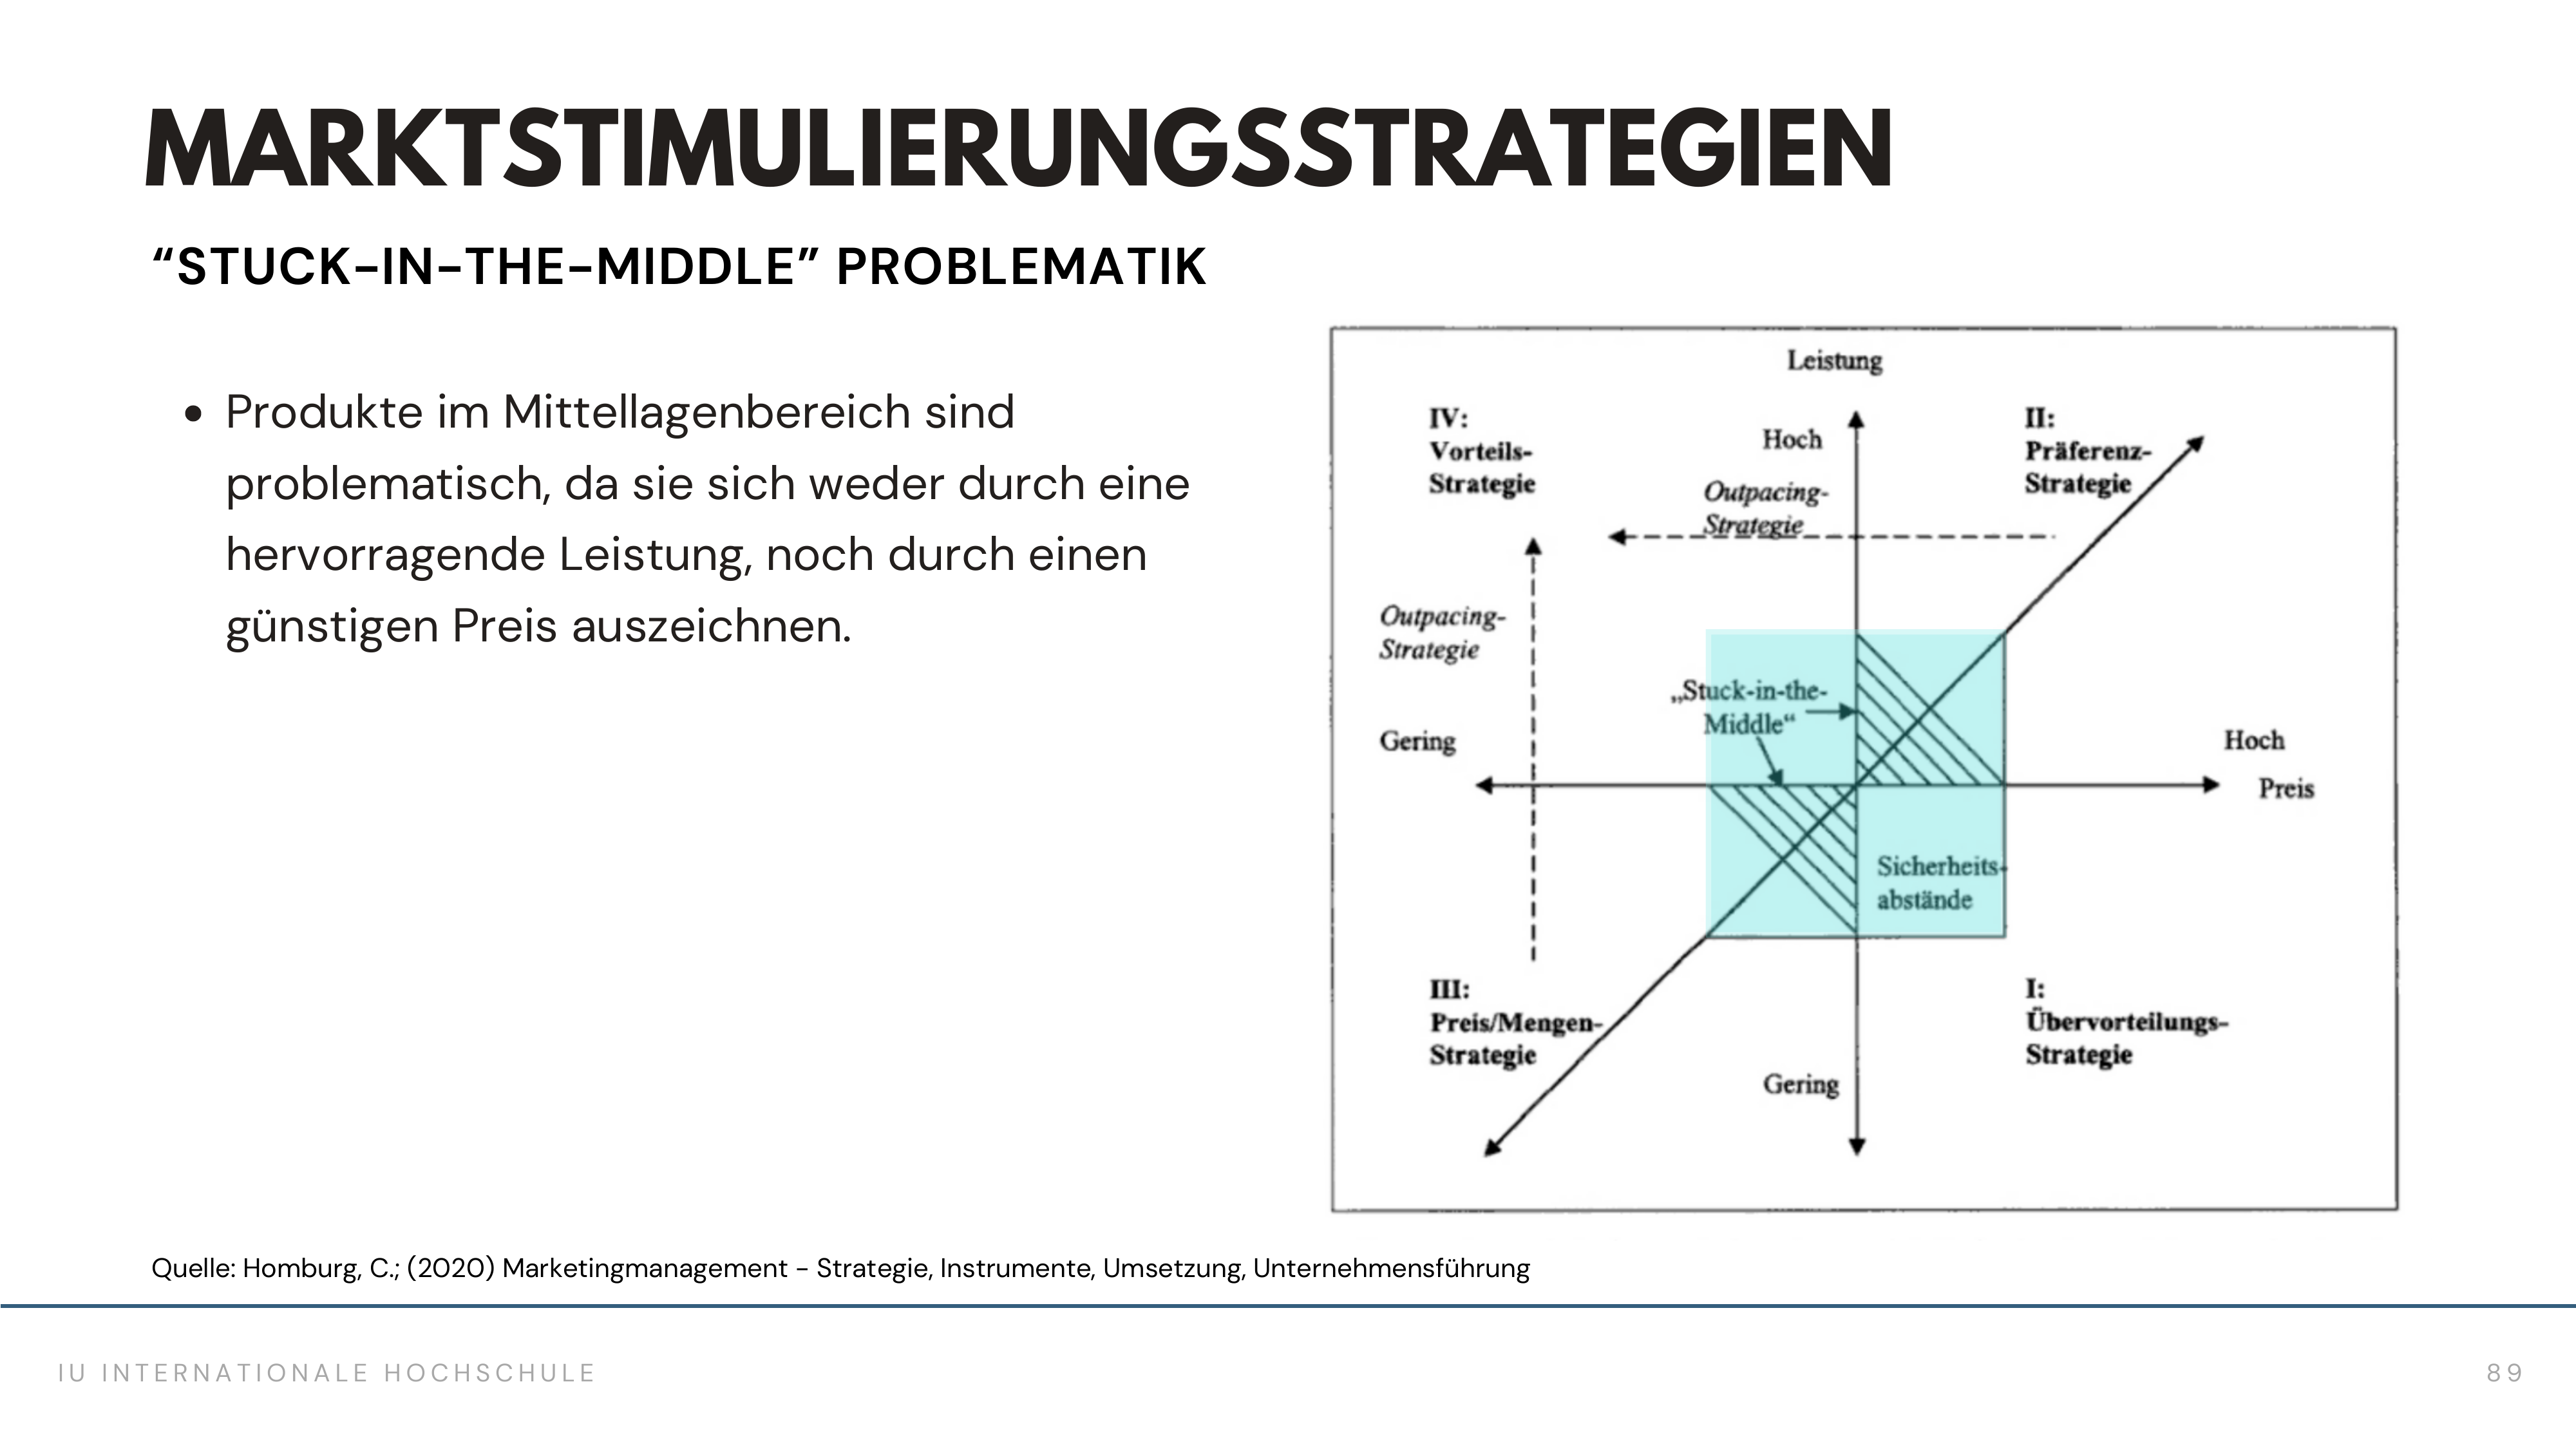 MARKTSTIMULIERUNGSSTRATEGIEN
“STUCK-IN-THE-MIDDLE” PROBLEMATIK
• Produkte im Mittellagenbereich sind
problematisch, da sie sich weder durch eine
hervorragende Leistung, noch durch einen
günstigen Preis auszeichnen.
Leistung
IV:
Vorteils-
Strategie
Hoch
II:
Präferenz-
Strategie
Outpacing-
Strategie
Outpacing-
Strategie
„Stuck-in-the-
Middle“
Gering
Hoch
Preis
Sicherheits-
abstände
III:
Preis/Mengen-
Strategie
I:
Übervorteilungs-
Strategie
Gering
Quelle: Homburg, C.; (2020) Marketingmanagement - Strategie, Instrumente, Umsetzung, Unternehmensführung
IU INTERNATIONALE HOCHSCHULE
89